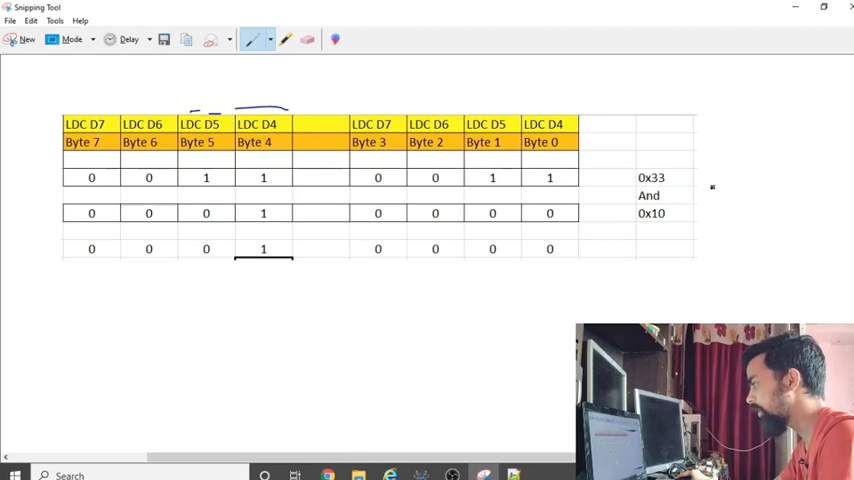 Snipping Tool
File Edit Tools Help
New Mode Delay
LDC D7 LDC D6 LDC D5 LDC D4 LDC D7 LDC D6 LDC D5 LDC D4
Byte 7 Byte 6 Byte 5 Byte 4 Byte 3 Byte 2 Byte 1 Byte 0
0 0 1 1 0 0 1 1 0x33
And
0 0 0 1 0 0 0 0 0x10
0 0 0 1 0 0 0 0
Search